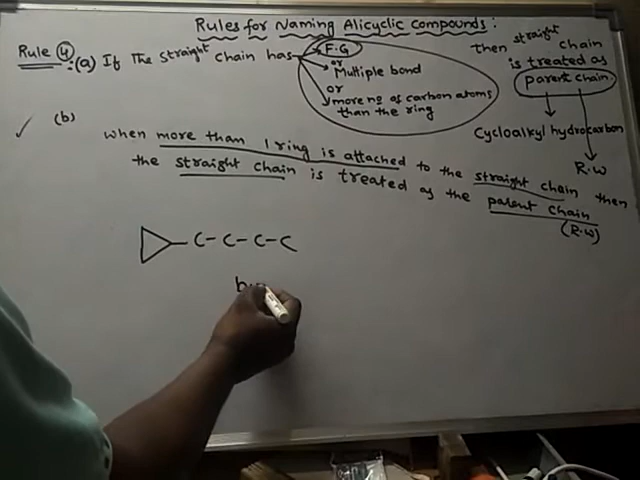 Rules for Naming Alicyclic Compounds :
Rule 4 :- (a) If The straight chain has F.G
or
Multiple bond
or
more no of carbon atoms
than the ring
then straight chain
is treated as
parent chain
Cycloalkyl hydrocarbon
R.W
✓ (b)
when more than 1 ring is attached to the straight chain then
the straight chain is treated as the parent chain
(R.W)
C-C-C-C